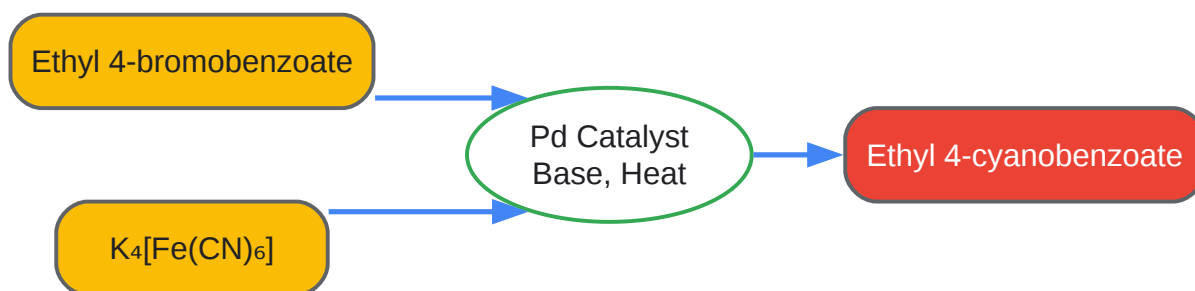 Ethyl 4-bromobenzoate
K₄[Fe(CN)₆]
Pd Catalyst
Base, Heat
Ethyl 4-cyanobenzoate